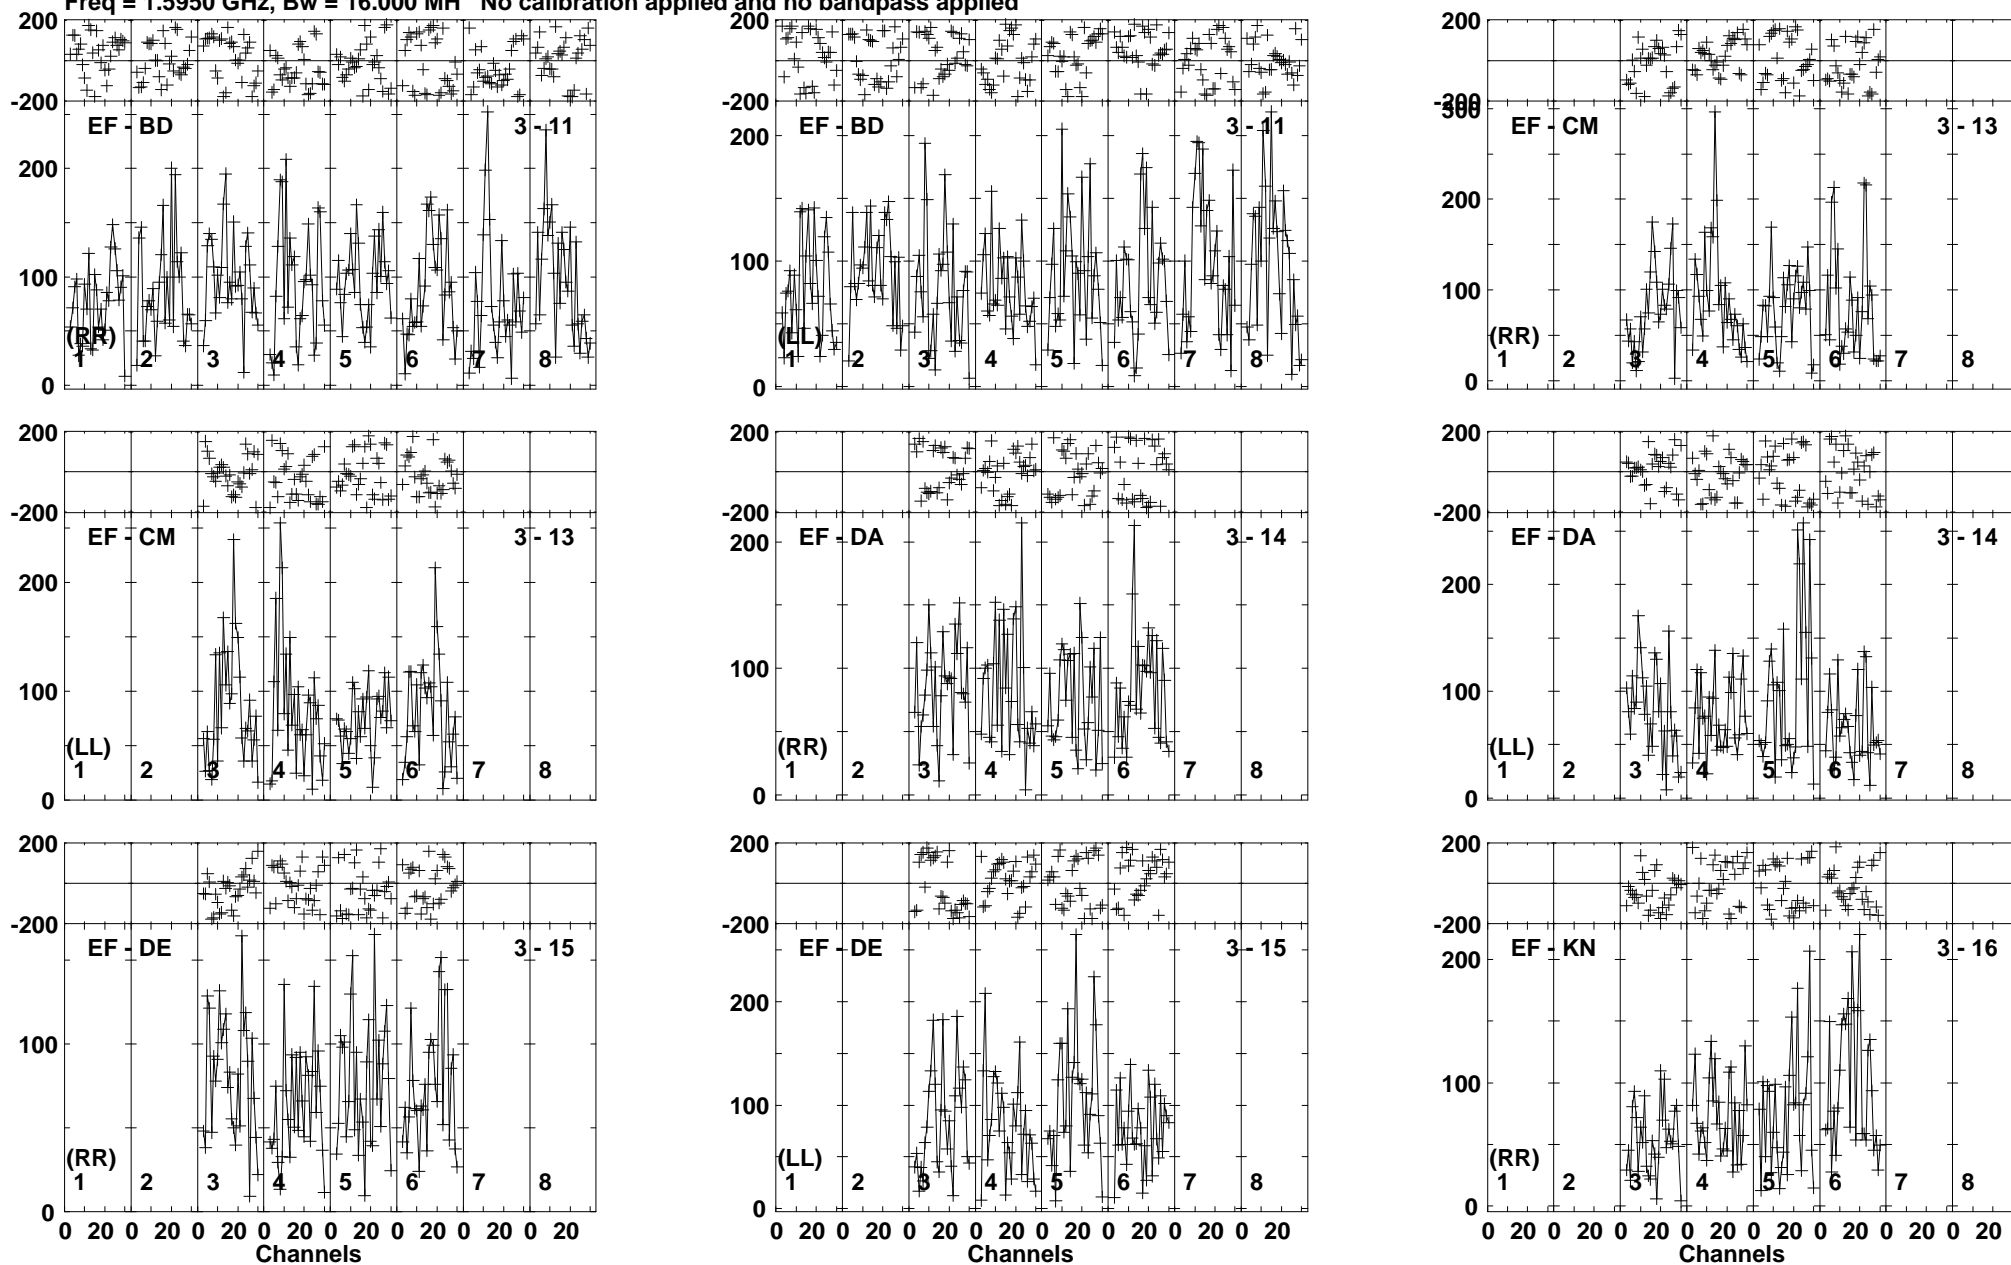 Freq = 1.5950 GHz, Bw = 16.000 MH No calibration applied and no bandpass applied
200 200 200
-200 -200 -200
300
EF - BD 3 - 11 EF - BD 3 - 11 EF - CM 3 - 13
200 200 200
100 100 100
(RR) (LL) (RR)
1 2 3 4 5 6 7 8 1 2 3 4 5 6 7 8 1 2 3 4 5 6 7 8
0 0 0
200 200 200
-200 -200 -200
EF - CM 3 - 13 EF - DA 3 - 14 EF - DA 3 - 14
200 200 200
100 100 100
(LL) (RR) (LL)
1 2 3 4 5 6 7 8 1 2 3 4 5 6 7 8 1 2 3 4 5 6 7 8
0 0 0
200 200 200
-200 -200 -200
EF - DE 3 - 15 EF - DE 3 - 15 EF - KN 3 - 16
200 200
100 100 100
(RR) (LL) (RR)
1 2 3 4 5 6 7 8 1 2 3 4 5 6 7 8 1 2 3 4 5 6 7 8
0 0 0
0 20 0 20 0 20 0 20 0 20 0 20 0 20 0 20 0 20 0 20 0 20 0 20 0 20 0 20 0 20 0 20 0 20 0 20 0 20 0 20 0 20 0 20 0 20 0 20
Channels Channels Channels